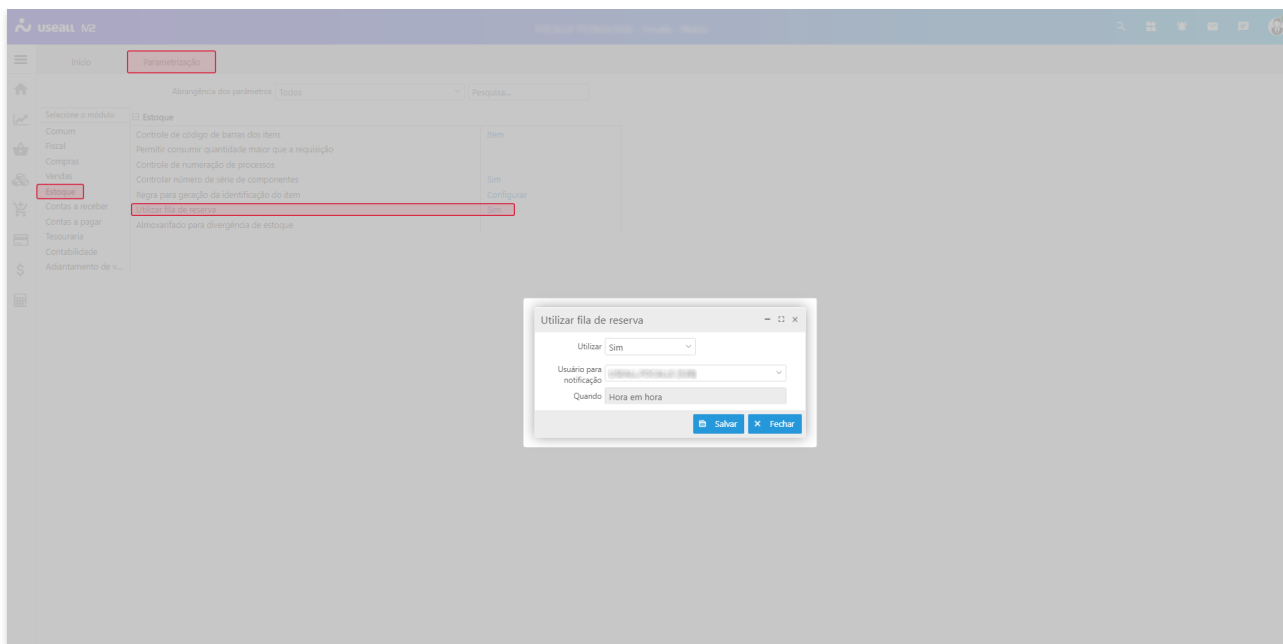 useall M2
Início
Parametrização
Abrangência dos parâmetros Todos Pesquisa...
Selecione o módulo
Comum
Fiscal
Compras
Vendas
Estoque
Contas a receber
Contas a pagar
Tesouraria
Contabilidade
Adiantamento de v...
Estoque
Controle de código de barras dos itens Item
Permitir consumir quantidade maior que a requisição
Controle de numeração de processos
Controlar número de série de componentes Sim
Regra para geração da identificação do item Configurar
Utilizar fila de reserva Sim
Almoxarifado para divergência de estoque
Utilizar fila de reserva
Utilizar Sim
Usuário para
notificação
Quando Hora em hora
Salvar Fechar